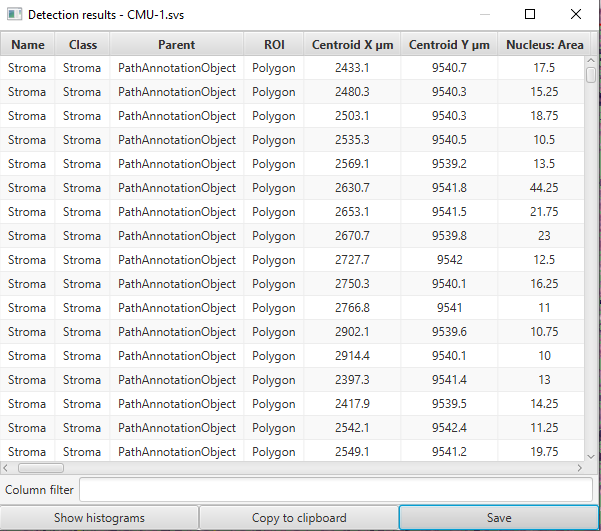 Detection results - CMU-1.svs
Name Class Parent ROI Centroid X µm Centroid Y µm Nucleus: Area
Stroma Stroma PathAnnotationObject Polygon 2433.1 9540.7 17.5
Stroma Stroma PathAnnotationObject Polygon 2480.3 9540.3 15.25
Stroma Stroma PathAnnotationObject Polygon 2503.1 9540.3 18.75
Stroma Stroma PathAnnotationObject Polygon 2535.3 9540.5 10.5
Stroma Stroma PathAnnotationObject Polygon 2569.1 9539.2 13.5
Stroma Stroma PathAnnotationObject Polygon 2630.7 9541.8 44.25
Stroma Stroma PathAnnotationObject Polygon 2653.1 9541.5 21.75
Stroma Stroma PathAnnotationObject Polygon 2670.7 9539.8 23
Stroma Stroma PathAnnotationObject Polygon 2727.7 9542 12.5
Stroma Stroma PathAnnotationObject Polygon 2750.3 9540.1 16.25
Stroma Stroma PathAnnotationObject Polygon 2766.8 9541 11
Stroma Stroma PathAnnotationObject Polygon 2902.1 9539.6 10.75
Stroma Stroma PathAnnotationObject Polygon 2914.4 9540.1 10
Stroma Stroma PathAnnotationObject Polygon 2397.3 9541.4 13
Stroma Stroma PathAnnotationObject Polygon 2417.9 9539.5 14.25
Stroma Stroma PathAnnotationObject Polygon 2542.1 9542.4 11.25
Stroma Stroma PathAnnotationObject Polygon 2549.1 9541.2 19.75
Column filter
Show histograms Copy to clipboard Save